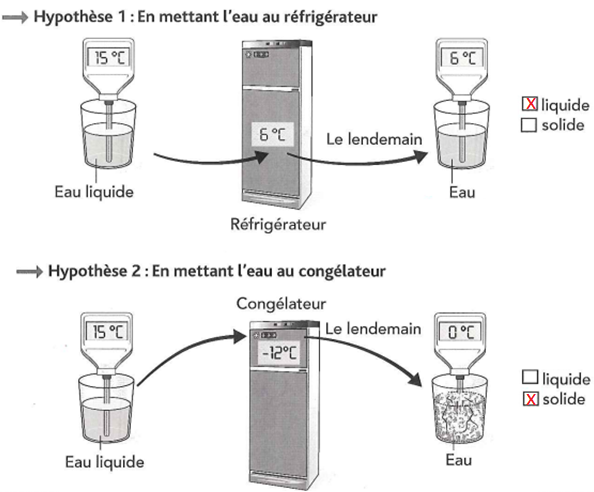 Hypothèse 1 : En mettant l'eau au réfrigérateur
15 °C
6 °C
6 °C
X liquide
solide
Le lendemain
Eau liquide
Eau
Réfrigérateur
Hypothèse 2 : En mettant l'eau au congélateur
Congélateur
15 °C
-12°C
Le lendemain
0 °C
liquide
X solide
Eau liquide
Eau